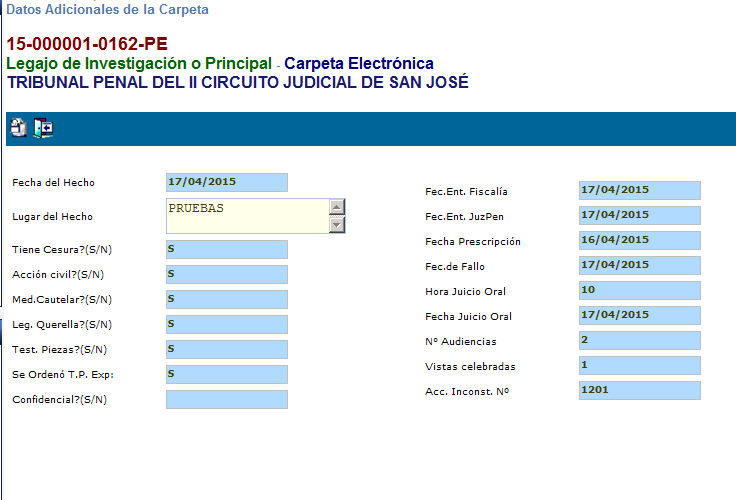 Datos Adicionales de la Carpeta
15-000001-0162-PE
Legajo de Investigación o Principal - Carpeta Electrónica
TRIBUNAL PENAL DEL II CIRCUITO JUDICIAL DE SAN JOSÉ
Fecha del Hecho 17/04/2015
Lugar del Hecho PRUEBAS
Tiene Cesura?(S/N) S
Acción civil?(S/N) S
Med.Cautelar?(S/N) S
Leg. Querella?(S/N) S
Test. Piezas?(S/N) S
Se Ordenó T.P. Exp: S
Confidencial?(S/N)
Fec.Ent. Fiscalía 17/04/2015
Fec.Ent. JuzPen 17/04/2015
Fecha Prescripción 16/04/2015
Fec.de Fallo 17/04/2015
Hora Juicio Oral 10
Fecha Juicio Oral 17/04/2015
Nº Audiencias 2
Vistas celebradas 1
Acc. Inconst. Nº 1201